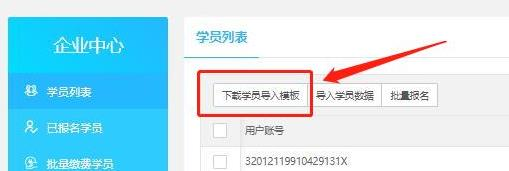 企业中心
学员列表
已报名学员
批量缴费学员
学员列表
下载学员导入模板 导入学员数据 批量报名
用户账号
32012119910429131X